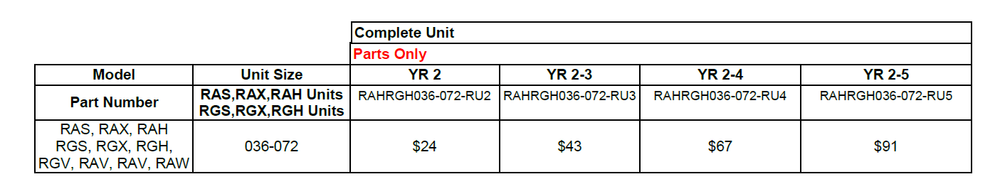 Complete Unit
Parts Only
Model Unit Size YR 2 YR 2-3 YR 2-4 YR 2-5
Part Number RAS,RAX,RAH Units RAHRGH036-072-RU2 RAHRGH036-072-RU3 RAHRGH036-072-RU4 RAHRGH036-072-RU5
RGS,RGX,RGH Units
RAS, RAX, RAH
RGS, RGX, RGH, 036-072 $24 $43 $67 $91
RGV, RAV, RAV, RAW